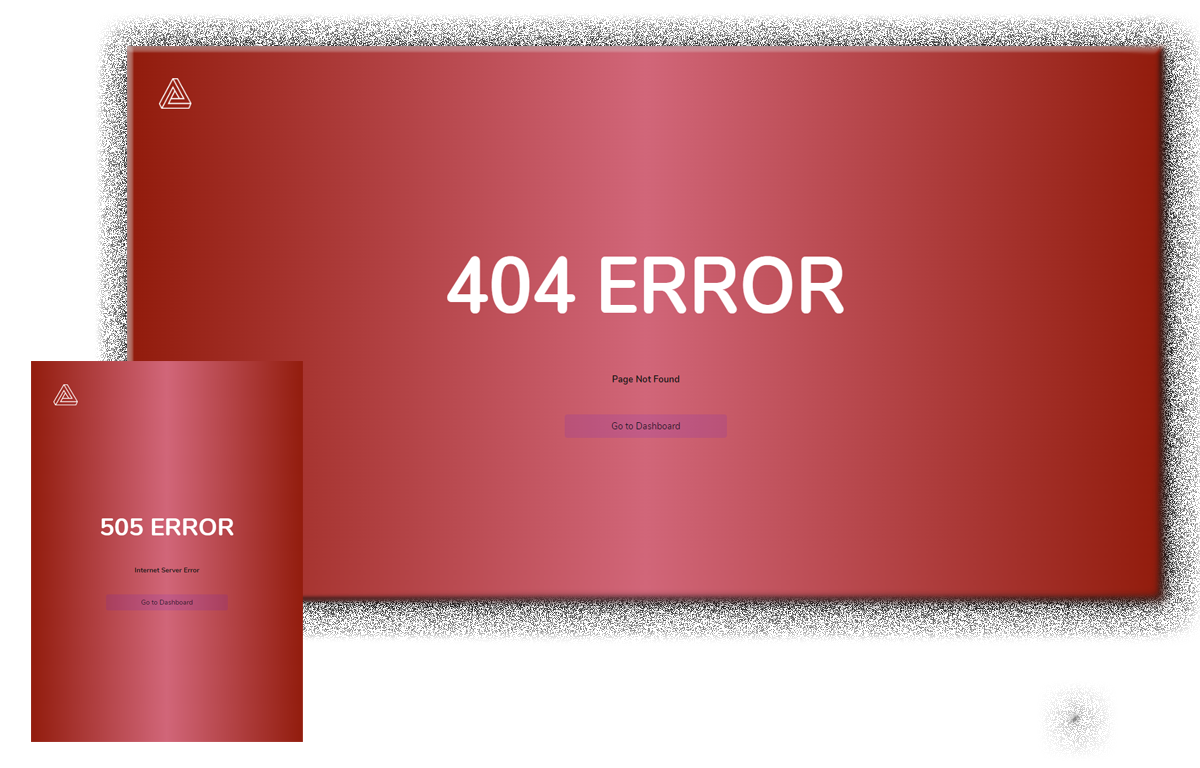 404 ERROR
Page Not Found
Go to Dashboard
505 ERROR
Internet Server Error
Go to Dashboard